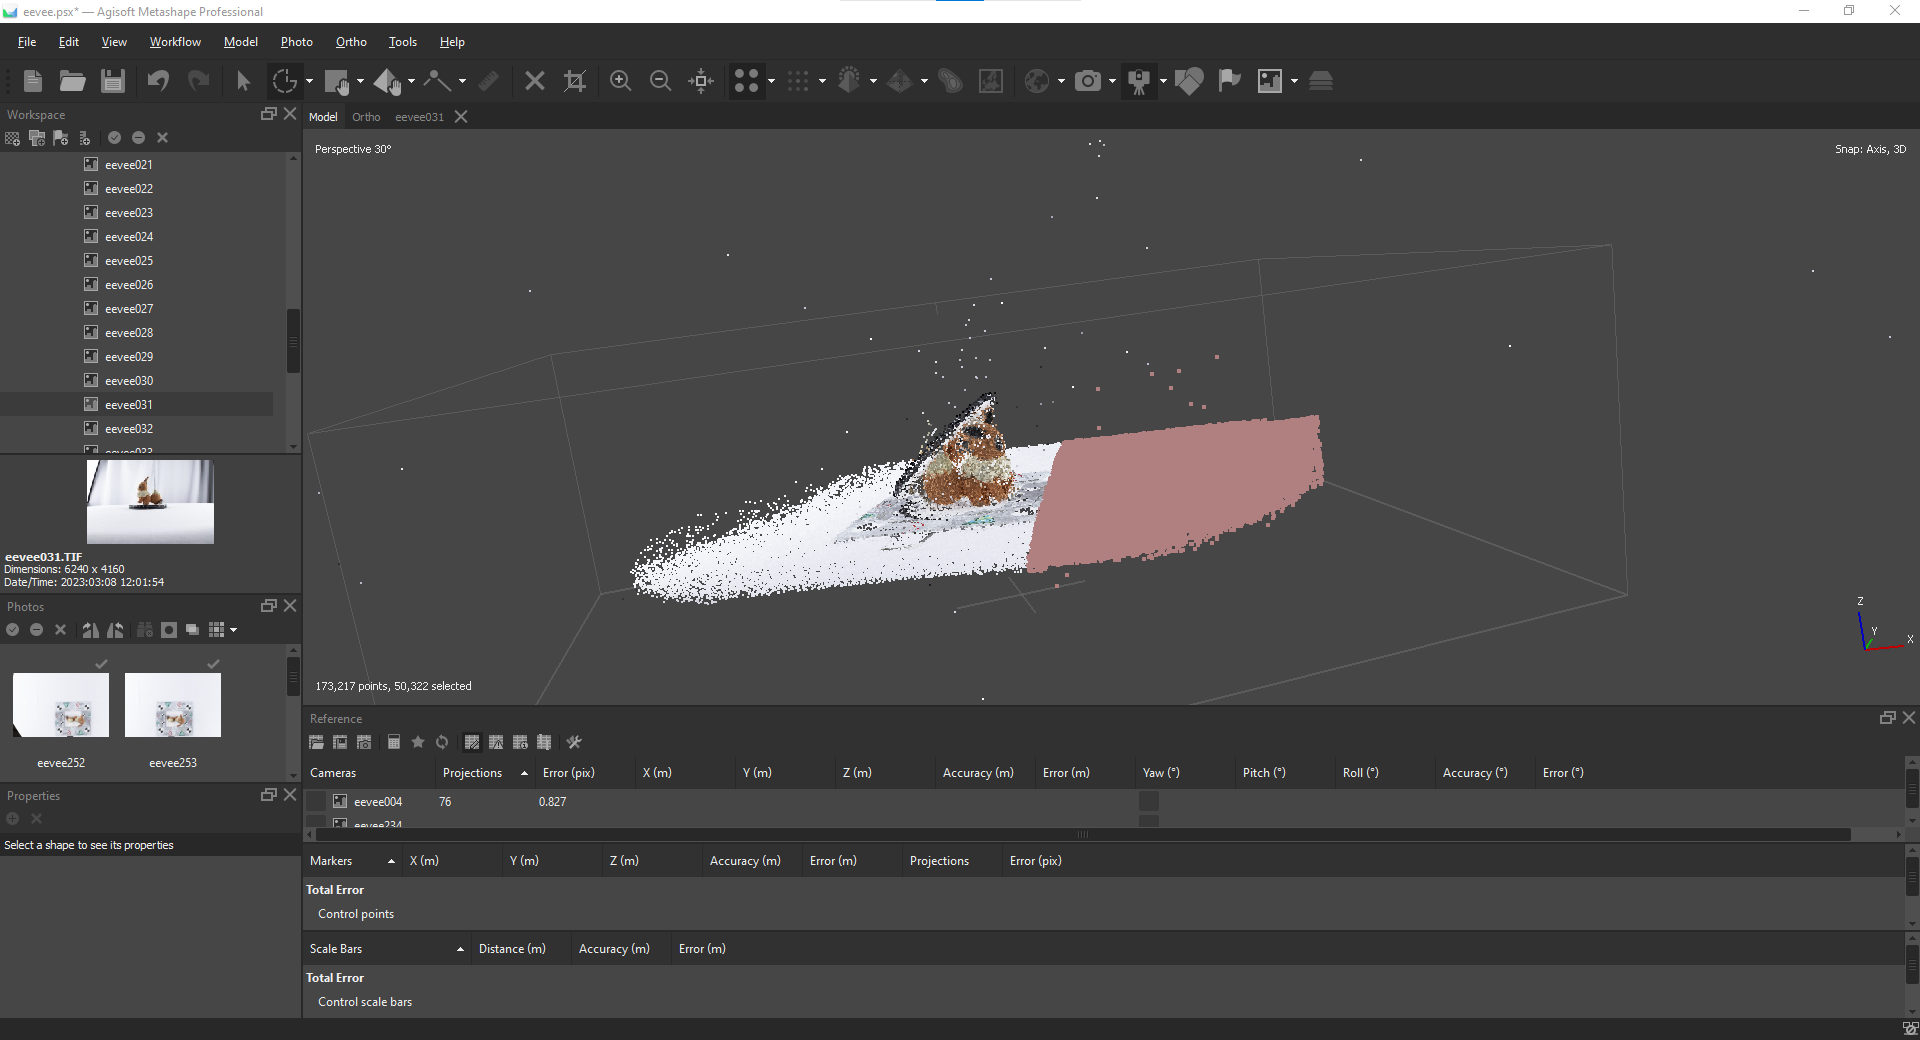 eevee.psx* — Agisoft Metashape Professional
File Edit View Workflow Model Photo Ortho Tools Help
Workspace
Model Ortho eevee031
Perspective 30°
Snap: Axis, 3D
eevee021
eevee022
eevee023
eevee024
eevee025
eevee026
eevee027
eevee028
eevee029
eevee030
eevee031
eevee032
eevee033
eevee031.TIF
Dimensions: 6240 x 4160
Date/Time: 2023:03:08 12:01:54
Photos
eevee252 eevee253
Properties
Select a shape to see its properties
Z
Y
X
173,217 points, 50,322 selected
Reference
Cameras Projections Error (pix) X (m) Y (m) Z (m) Accuracy (m) Error (m) Yaw (°) Pitch (°) Roll (°) Accuracy (°) Error (°)
eevee004 76 0.827
eevee234
Markers X (m) Y (m) Z (m) Accuracy (m) Error (m) Projections Error (pix)
Total Error
Control points
Scale Bars Distance (m) Accuracy (m) Error (m)
Total Error
Control scale bars